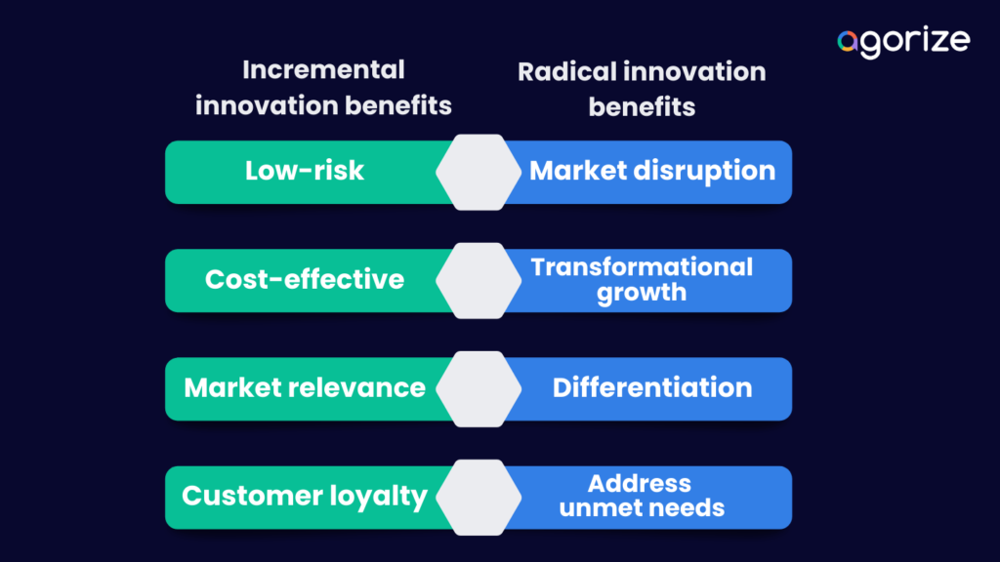 agorize
Incremental
innovation benefits
Radical innovation
benefits
Low-risk
Market disruption
Cost-effective
Transformational
growth
Market relevance
Differentiation
Customer loyalty
Address
unmet needs